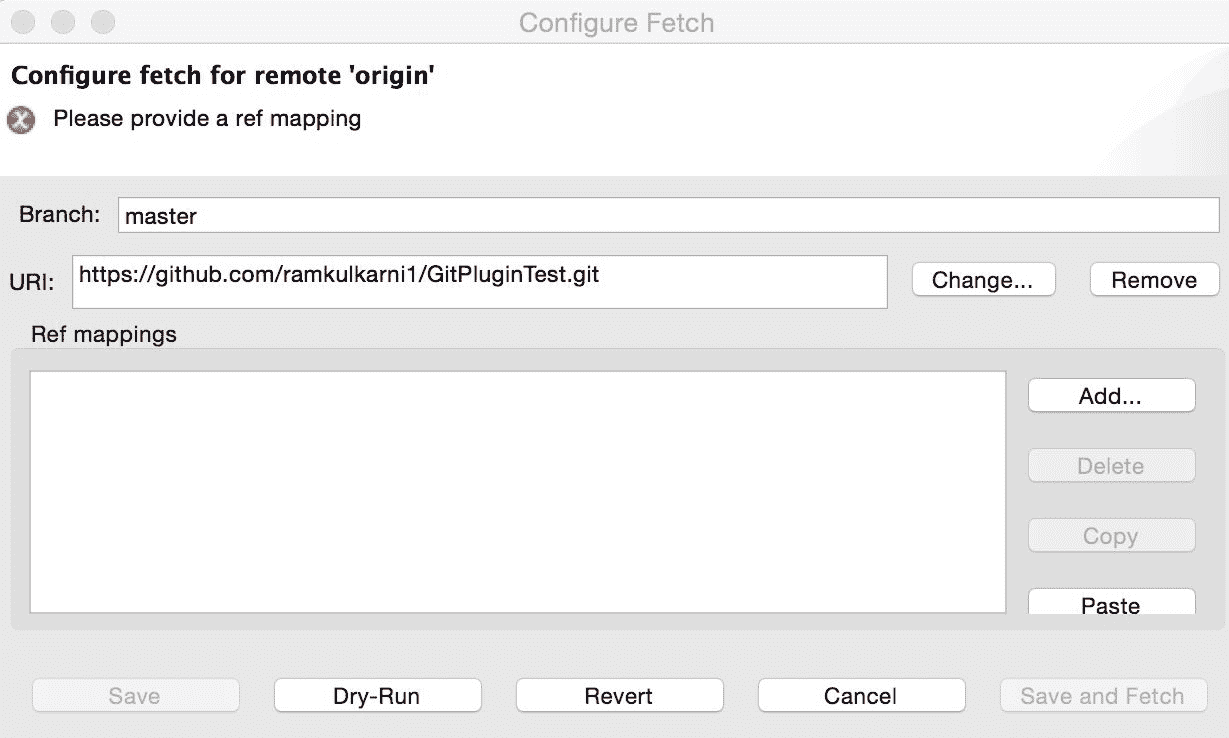 Configure Fetch
Configure fetch for remote 'origin'
Please provide a ref mapping
Branch: master
URI: https://github.com/ramkulkarni1/GitPluginTest.git Change... Remove
Ref mappings
Add...
Delete
Copy
Paste
Save Dry-Run Revert Cancel Save and Fetch